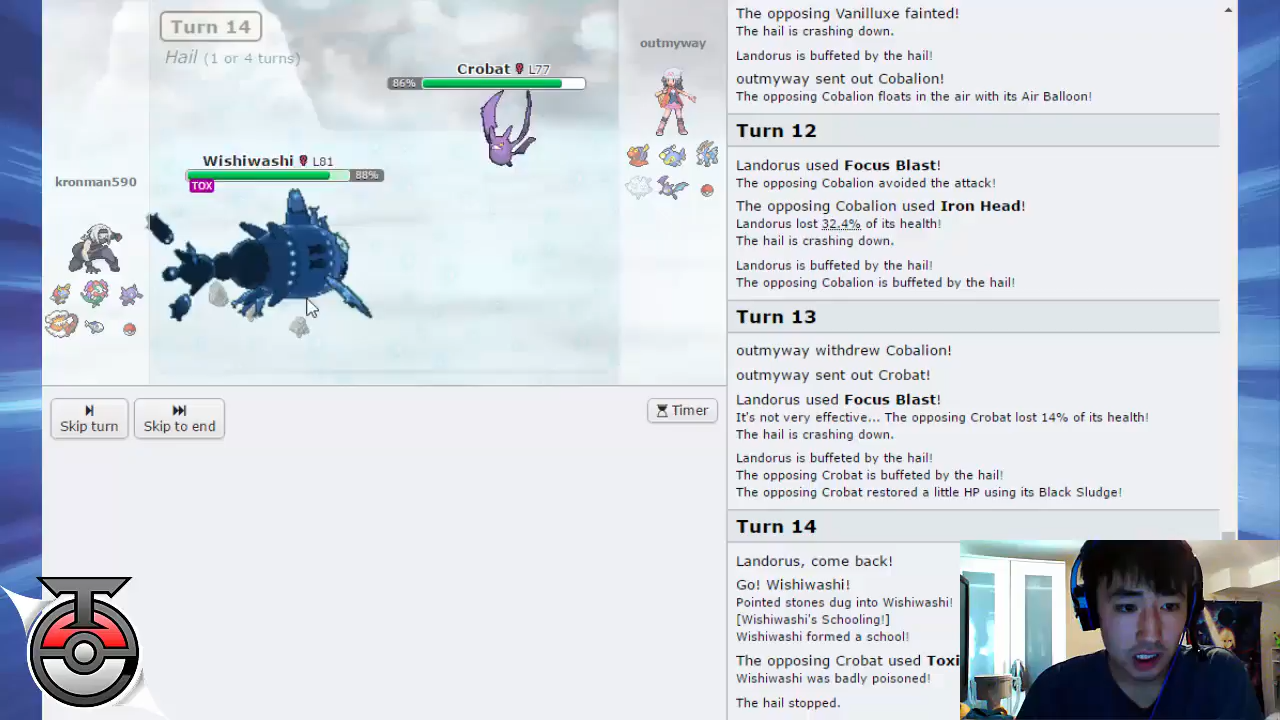 Turn 14
Hail (1 or 4 turns)
Crobat L77
86%
Wishiwashi L81
88%
TOX
kronman590
outmyway
Skip turn
Skip to end
Timer
The opposing Vanilluxe fainted!
The hail is crashing down.
Landorus is buffeted by the hail!
outmyway sent out Cobalion!
The opposing Cobalion floats in the air with its Air Balloon!
Turn 12
Landorus used Focus Blast!
The opposing Cobalion avoided the attack!
The opposing Cobalion used Iron Head!
Landorus lost 32.4% of its health!
The hail is crashing down.
Landorus is buffeted by the hail!
The opposing Cobalion is buffeted by the hail!
Turn 13
outmyway withdrew Cobalion!
outmyway sent out Crobat!
Landorus used Focus Blast!
It's not very effective... The opposing Crobat lost 14% of its health!
The hail is crashing down.
Landorus is buffeted by the hail!
The opposing Crobat is buffeted by the hail!
The opposing Crobat restored a little HP using its Black Sludge!
Turn 14
Landorus, come back!
Go! Wishiwashi!
Pointed stones dug into Wishiwashi!
[Wishiwashi's Schooling!]
Wishiwashi formed a school!
The opposing Crobat used Toxi
Wishiwashi was badly poisoned!
The hail stopped.